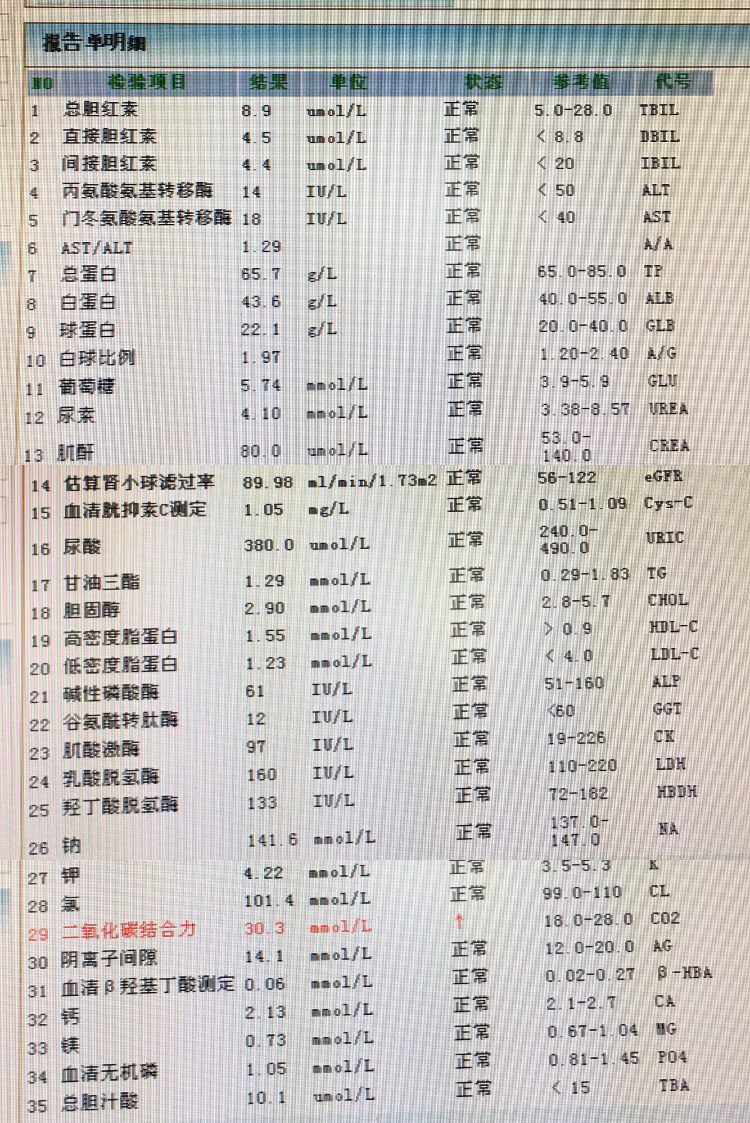 报告单明细
NO 检验项目 结果 单位 状态 参考值 代号
1 总胆红素 8.9 umol/L 正常 5.0-28.0 TBIL
2 直接胆红素 4.5 umol/L 正常 < 8.8 DBIL
3 间接胆红素 4.4 umol/L 正常 < 20 IBIL
4 丙氨酸氨基转移酶 14 IU/L 正常 < 50 ALT
5 门冬氨酸氨基转移酶 18 IU/L 正常 < 40 AST
6 AST/ALT 1.29 正常 A/A
7 总蛋白 65.7 g/L 正常 65.0-85.0 TP
8 白蛋白 43.6 g/L 正常 40.0-55.0 ALB
9 球蛋白 22.1 g/L 正常 20.0-40.0 GLB
10 白球比例 1.97 正常 1.20-2.40 A/G
11 葡萄糖 5.74 mmol/L 正常 3.9-5.9 GLU
12 尿素 4.10 mmol/L 正常 3.38-8.57 UREA
13 肌酐 80.0 umol/L 正常 53.0-140.0 CREA
14 估算肾小球滤过率 89.98 ml/min/1.73m2 正常 56-122 eGFR
15 血清胱抑素C测定 1.05 mg/L 正常 0.51-1.09 Cys-C
16 尿酸 380.0 umol/L 正常 240.0-490.0 URIC
17 甘油三酯 1.29 mmol/L 正常 0.29-1.83 TG
18 胆固醇 2.90 mmol/L 正常 2.8-5.7 CHOL
19 高密度脂蛋白 1.55 mmol/L 正常 > 0.9 HDL-C
20 低密度脂蛋白 1.23 mmol/L 正常 < 4.0 LDL-C
21 碱性磷酸酶 61 IU/L 正常 51-160 ALP
22 谷氨酰转肽酶 12 IU/L 正常 <60 GGT
23 肌酸激酶 97 IU/L 正常 19-226 CK
24 乳酸脱氢酶 160 IU/L 正常 110-220 LDH
25 羟丁酸脱氢酶 133 IU/L 正常 72-182 HBDH
26 钠 141.6 mmol/L 正常 137.0-147.0 NA
27 钾 4.22 mmol/L 正常 3.5-5.3 K
28 氯 101.4 mmol/L 正常 99.0-110 CL
29 二氧化碳结合力 30.3 mmol/L ↑ 18.0-28.0 CO2
30 阴离子间隙 14.1 mmol/L 正常 12.0-20.0 AG
31 血清β羟基丁酸测定 0.06 mmol/L 正常 0.02-0.27 β-HBA
32 钙 2.13 mmol/L 正常 2.1-2.7 CA
33 镁 0.73 mmol/L 正常 0.67-1.04 MG
34 血清无机磷 1.05 mmol/L 正常 0.81-1.45 PO4
35 总胆汁酸 10.1 umol/L 正常 < 15 TBA